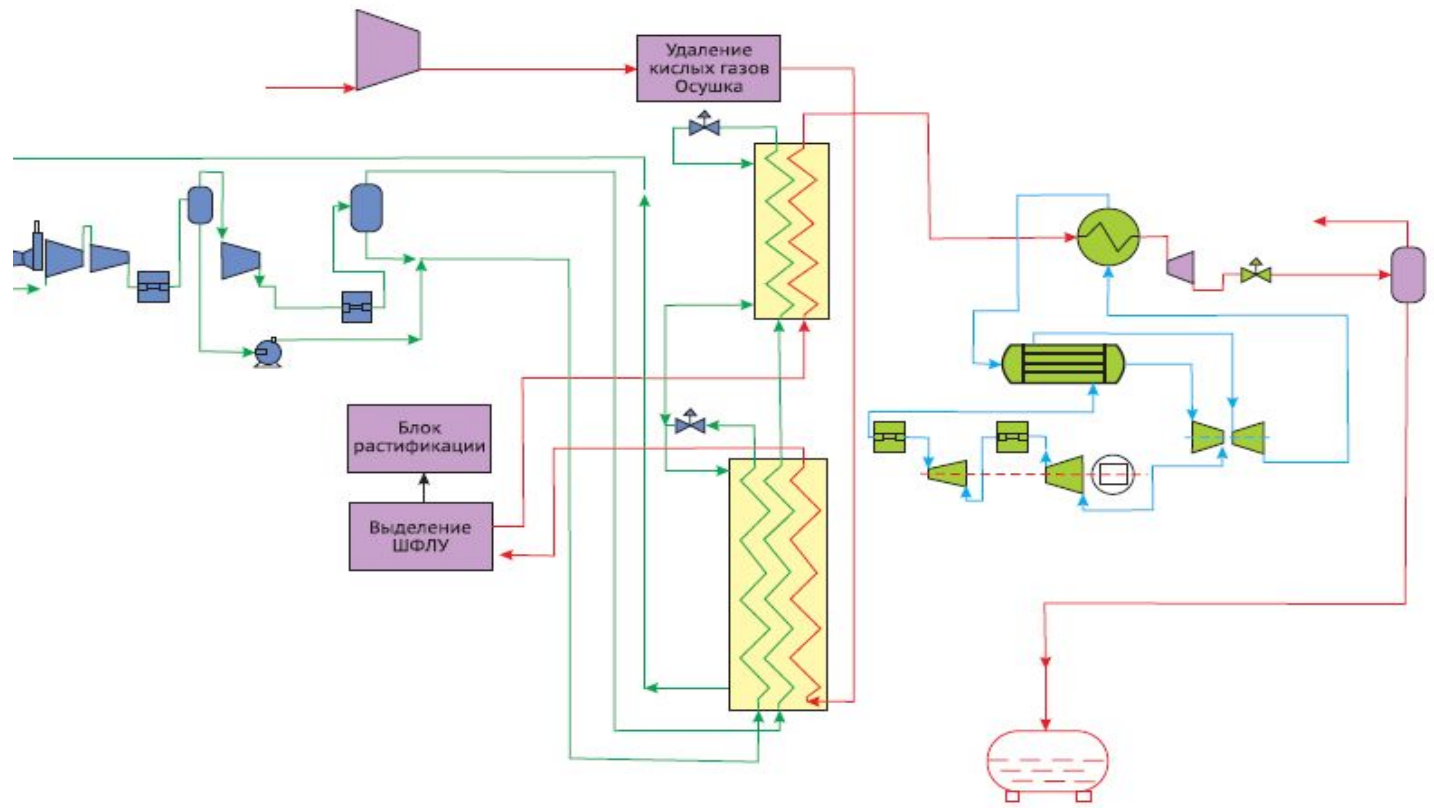 Удаление
кислых газов
Осушка
Блок
растификации
Выделение
ШФЛУ